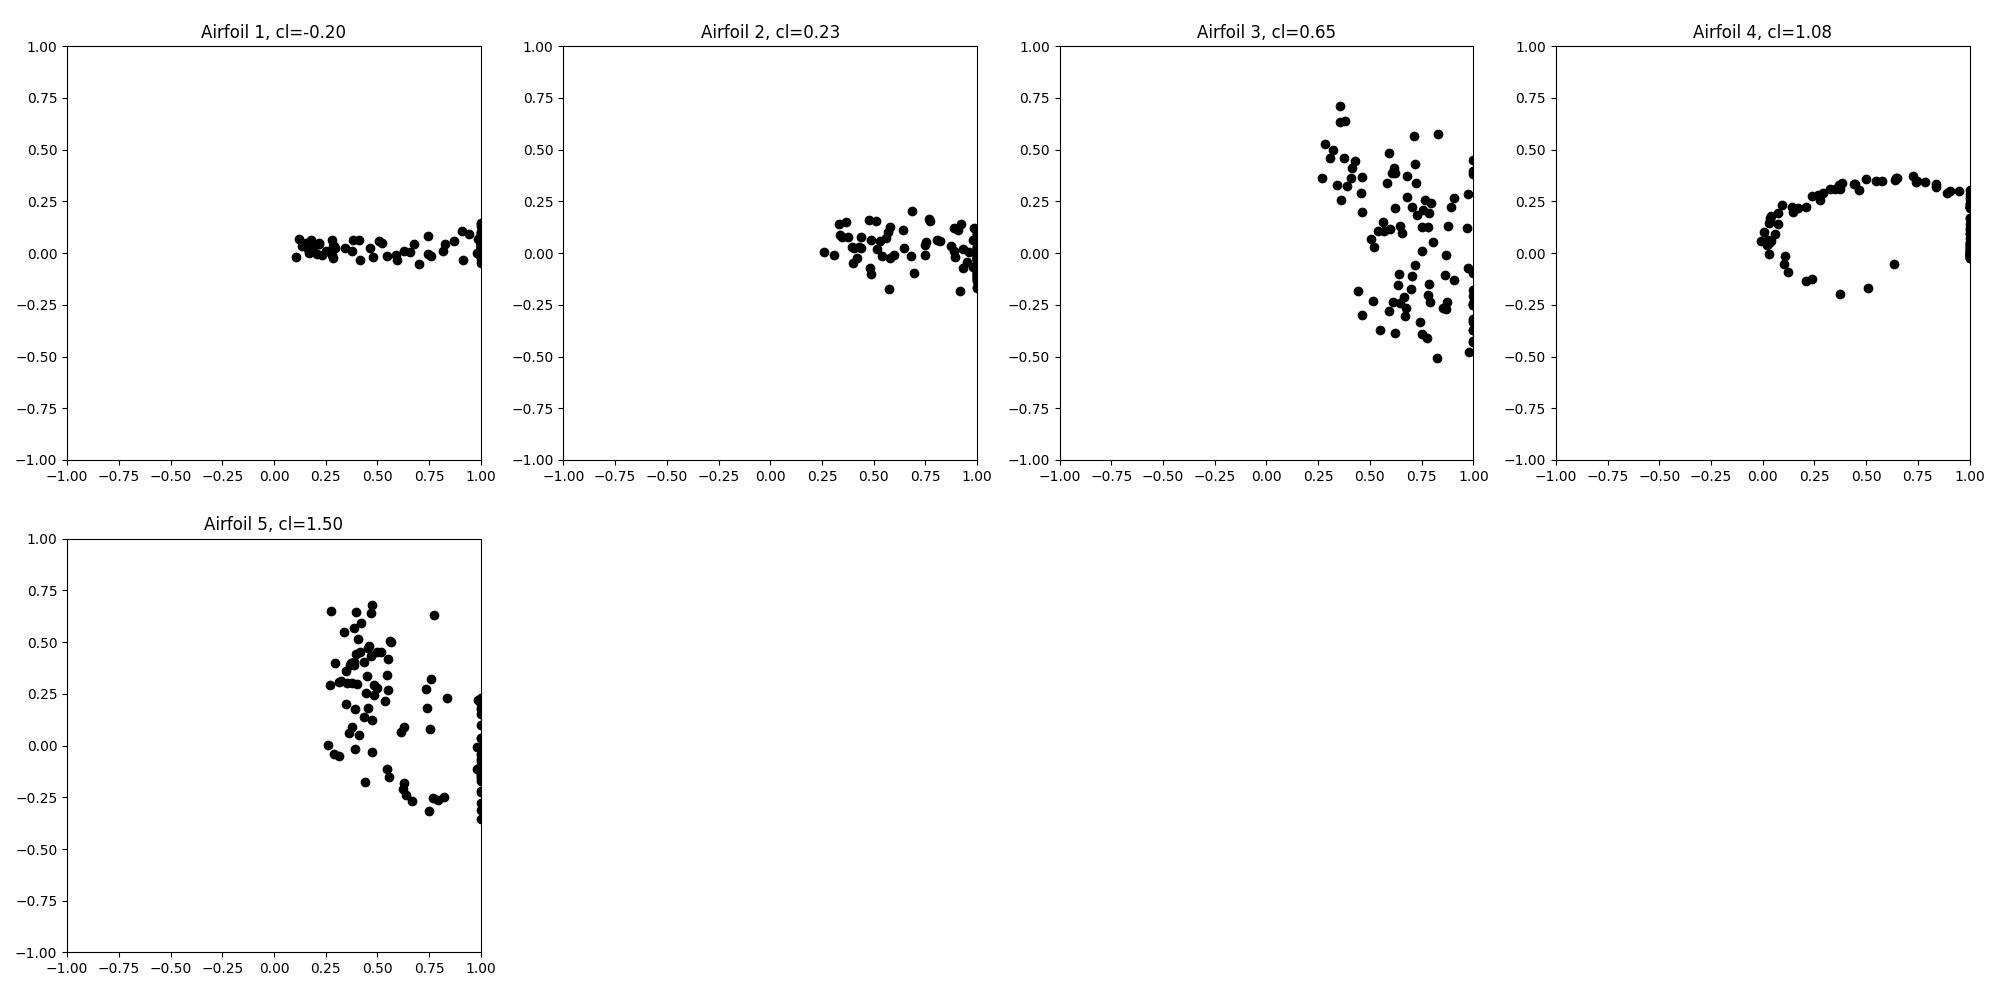 Airfoil 1, cl=-0.20
Airfoil 2, cl=0.23
Airfoil 3, cl=0.65
Airfoil 4, cl=1.08
1.00 1.00 1.00 1.00
0.75 0.75 0.75 0.75
0.50 0.50 0.50 0.50
0.25 0.25 0.25 0.25
0.00 0.00 0.00 0.00
−0.25 −0.25 −0.25 −0.25
−0.50 −0.50 −0.50 −0.50
−0.75 −0.75 −0.75 −0.75
−1.00 −1.00 −1.00 −1.00
−1.00 −0.75 −0.50 −0.25 0.00 0.25 0.50 0.75 1.00
−1.00 −0.75 −0.50 −0.25 0.00 0.25 0.50 0.75 1.00
−1.00 −0.75 −0.50 −0.25 0.00 0.25 0.50 0.75 1.00
−1.00 −0.75 −0.50 −0.25 0.00 0.25 0.50 0.75 1.00
Airfoil 5, cl=1.50
1.00
0.75
0.50
0.25
0.00
−0.25
−0.50
−0.75
−1.00
−1.00 −0.75 −0.50 −0.25 0.00 0.25 0.50 0.75 1.00